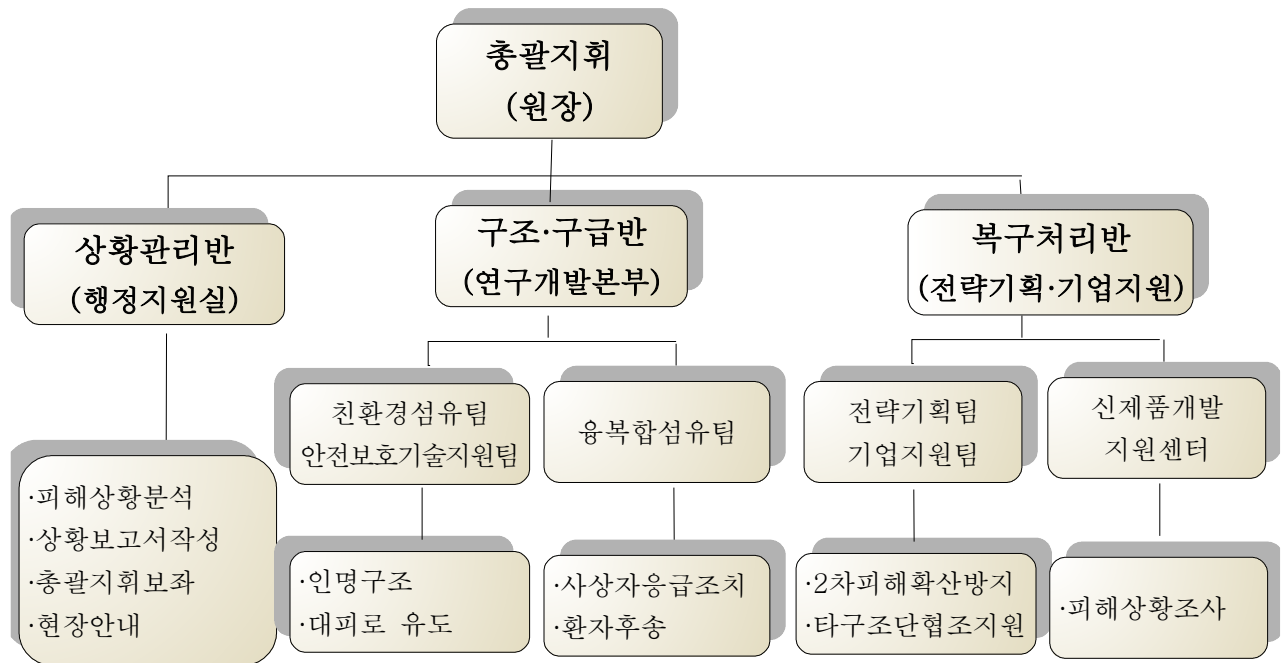 총괄지휘
(원장)
상황관리반
(행정지원실)
구조·구급반
(연구개발본부)
복구처리반
(전략기획·기업지원)
친환경섬유팀
안전보호기술지원팀
융복합섬유팀
전략기획팀
기업지원팀
신제품개발
지원센터
·피해상황분석
·상황보고서작성
·총괄지휘보좌
·현장안내
·인명구조
·대피로 유도
·사상자응급조치
·환자후송
·2차피해확산방지
·타구조단협조지원
·피해상황조사